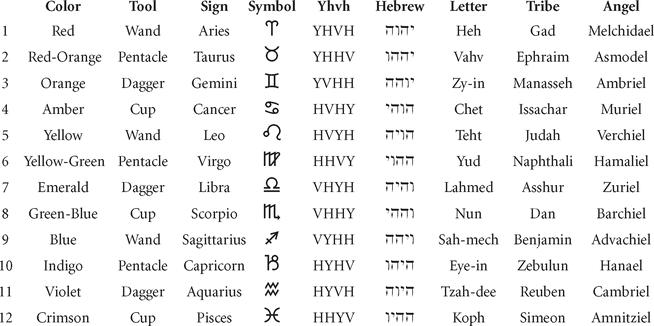 Color Tool Sign Symbol Yhvh Hebrew Letter Tribe Angel
1 Red Wand Aries ♈ YHVH יהוה Heh Gad Melchidael
2 Red-Orange Pentacle Taurus ♉ YHHV יההו Vahv Ephraim Asmodel
3 Orange Dagger Gemini ♊ YVHH יוהה Zy-in Manasseh Ambriel
4 Amber Cup Cancer ♋ HVHY הוהי Chet Issachar Muriel
5 Yellow Wand Leo ♌ HVYH הויה Teht Judah Verchiel
6 Yellow-Green Pentacle Virgo ♍ HHVY ההוי Yud Naphthali Hamaliel
7 Emerald Dagger Libra ♎ VHYH והיה Lahmed Asshur Zuriel
8 Green-Blue Cup Scorpio ♏ VHHY וההי Nun Dan Barchiel
9 Blue Wand Sagittarius ♐ VYHH ויהה Sah-mech Benjamin Advachiel
10 Indigo Pentacle Capricorn ♑ HYHV היהו Eye-in Zebulun Hanael
11 Violet Dagger Aquarius ♒ HYVH היוה Tzah-dee Reuben Cambriel
12 Crimson Cup Pisces ♓ HHYV ההיו Koph Simeon Amnitziel